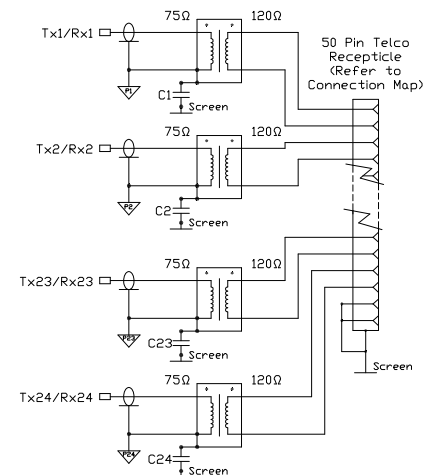 75Ω 120Ω
Tx1/Rx1
50 Pin Telco
Recepticle
(Refer to
Connection Map)
P1
C1
Screen
75Ω 120Ω
Tx2/Rx2
P2
C2
Screen
75Ω 120Ω
Tx23/Rx23
P23
C23
Screen
Screen
75Ω 120Ω
Tx24/Rx24
P24
C24
Screen